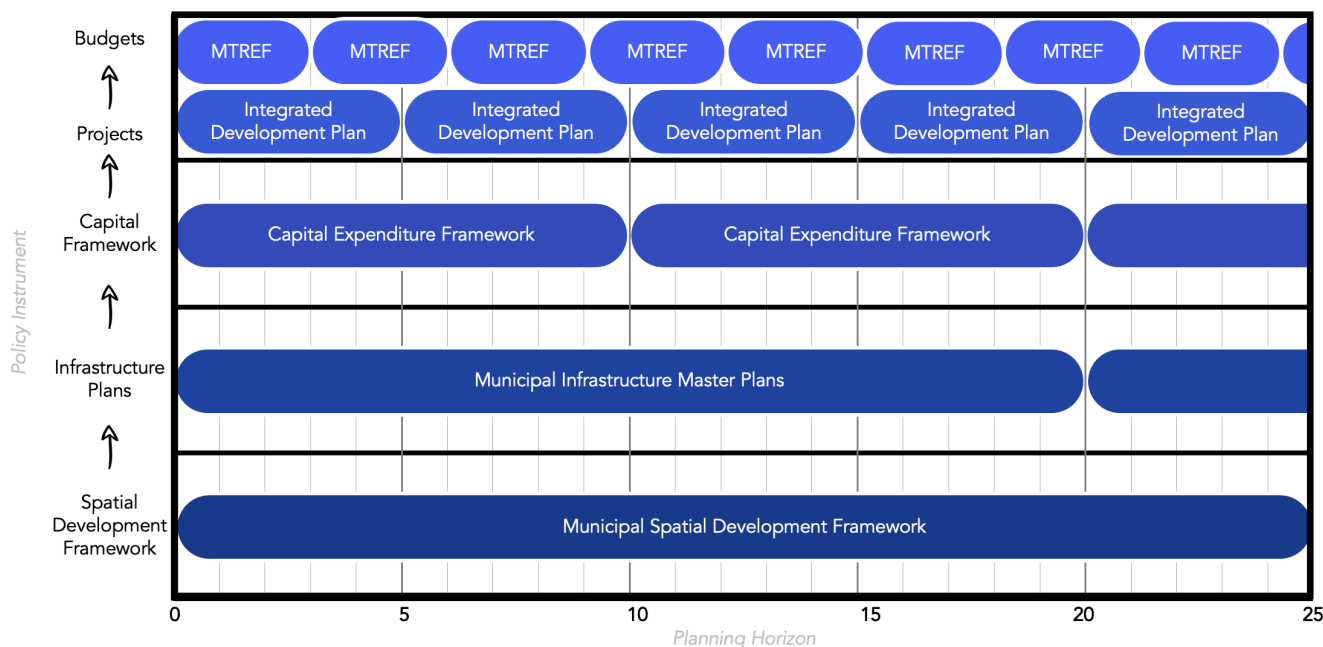 Budgets
MTREF
MTREF
MTREF
MTREF
MTREF
MTREF
MTREF
MTREF
Projects
Integrated
Development Plan
Integrated
Development Plan
Integrated
Development Plan
Integrated
Development Plan
Integrated
Development Plan
Policy Instrument
Capital
Framework
Capital Expenditure Framework
Capital Expenditure Framework
Infrastructure
Plans
Municipal Infrastructure Master Plans
Spatial
Development
Framework
Municipal Spatial Development Framework
0
5
10
15
20
25
Planning Horizon